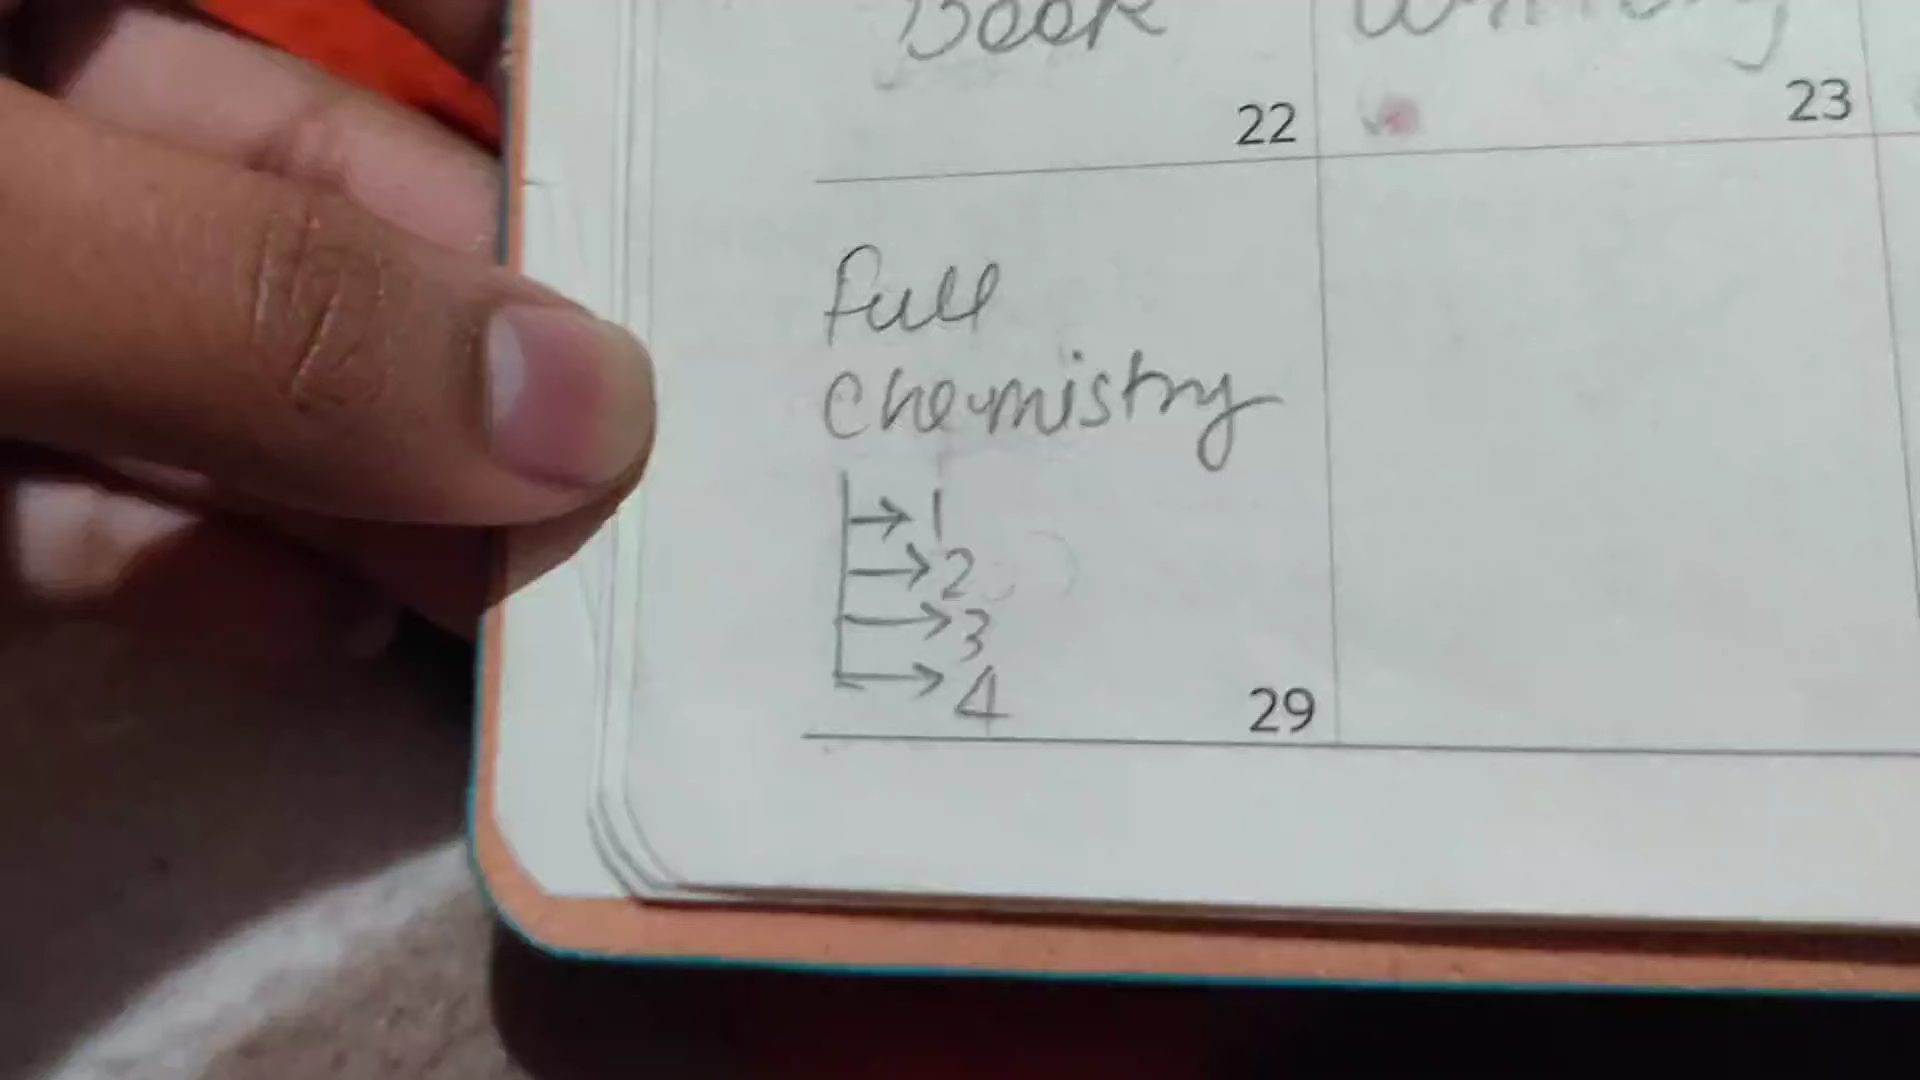 Book
22
23
Full
Chemistry
→ 1
→ 2
→ 3
→ 4
29